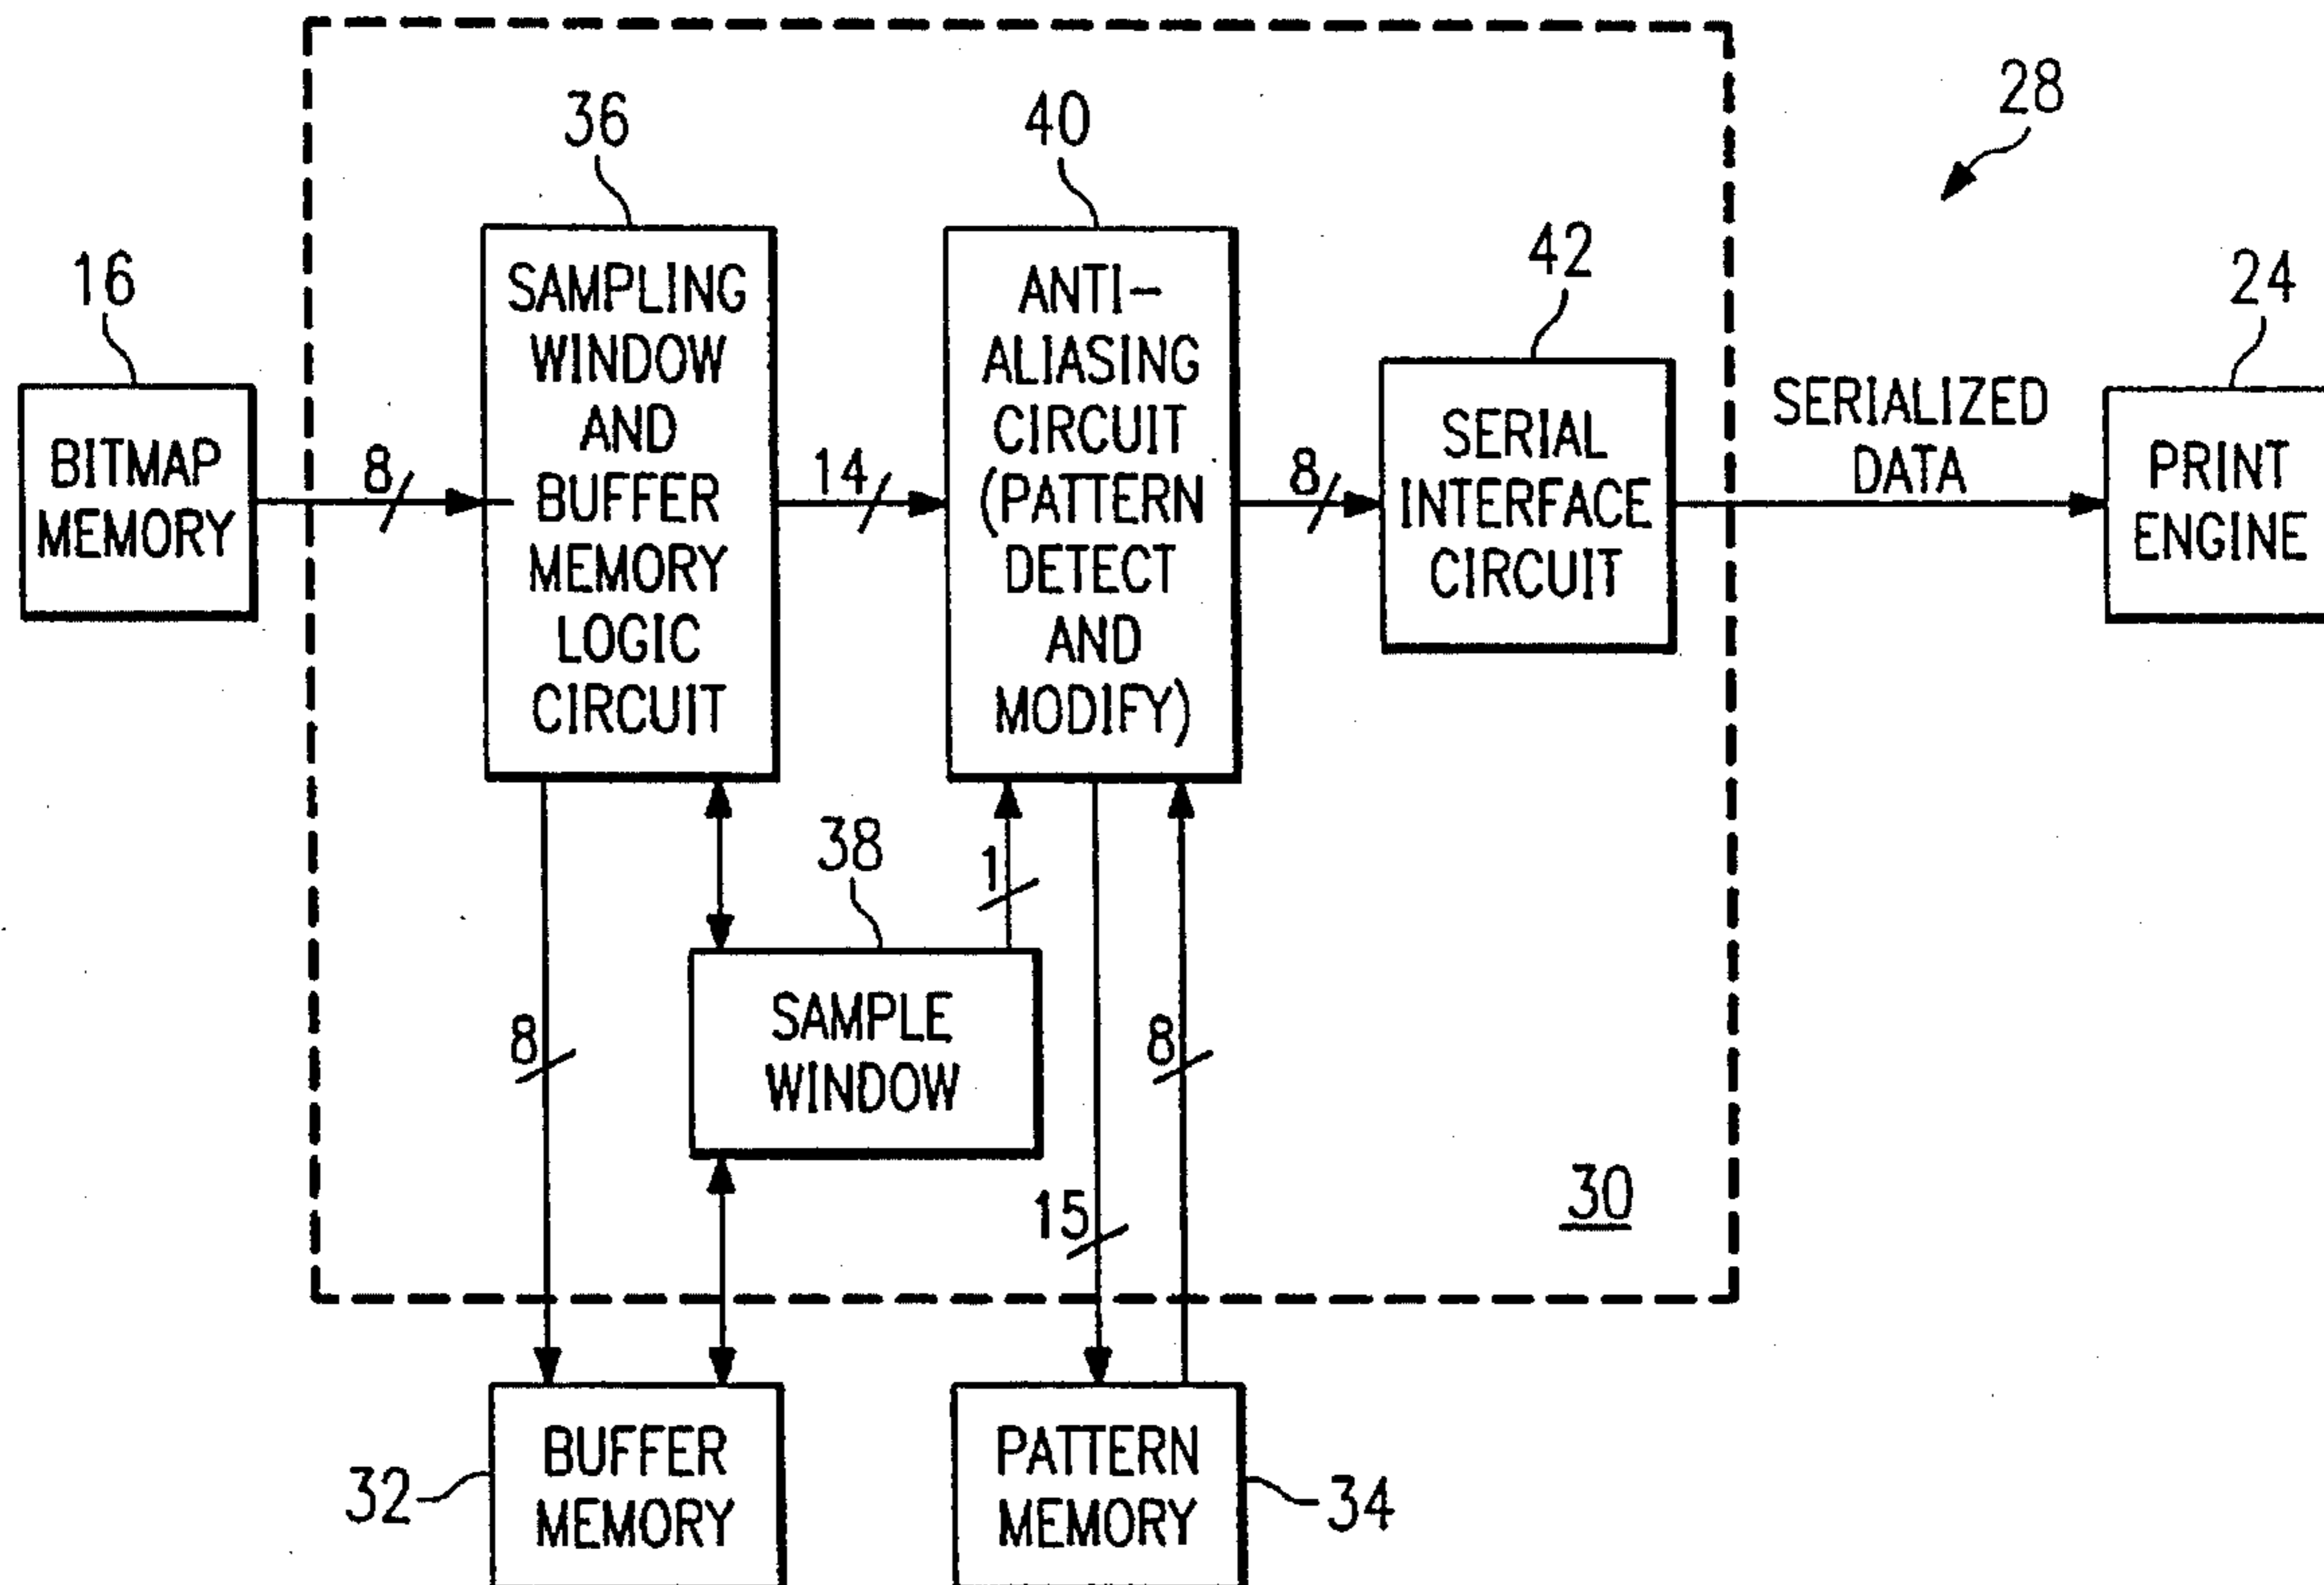 28
36
40
42
16
24
SAMPLING
WINDOW
AND
BUFFER
MEMORY
LOGIC
CIRCUIT
ANTI-
ALIASING
CIRCUIT
(PATTERN
DETECT
AND
MODIFY)
BITMAP
MEMORY
8
14
8
SERIAL
INTERFACE
CIRCUIT
SERIALIZED
DATA
PRINT
ENGINE
38
1
SAMPLE
WINDOW
8
8
15
30
32
BUFFER
MEMORY
PATTERN
MEMORY
34